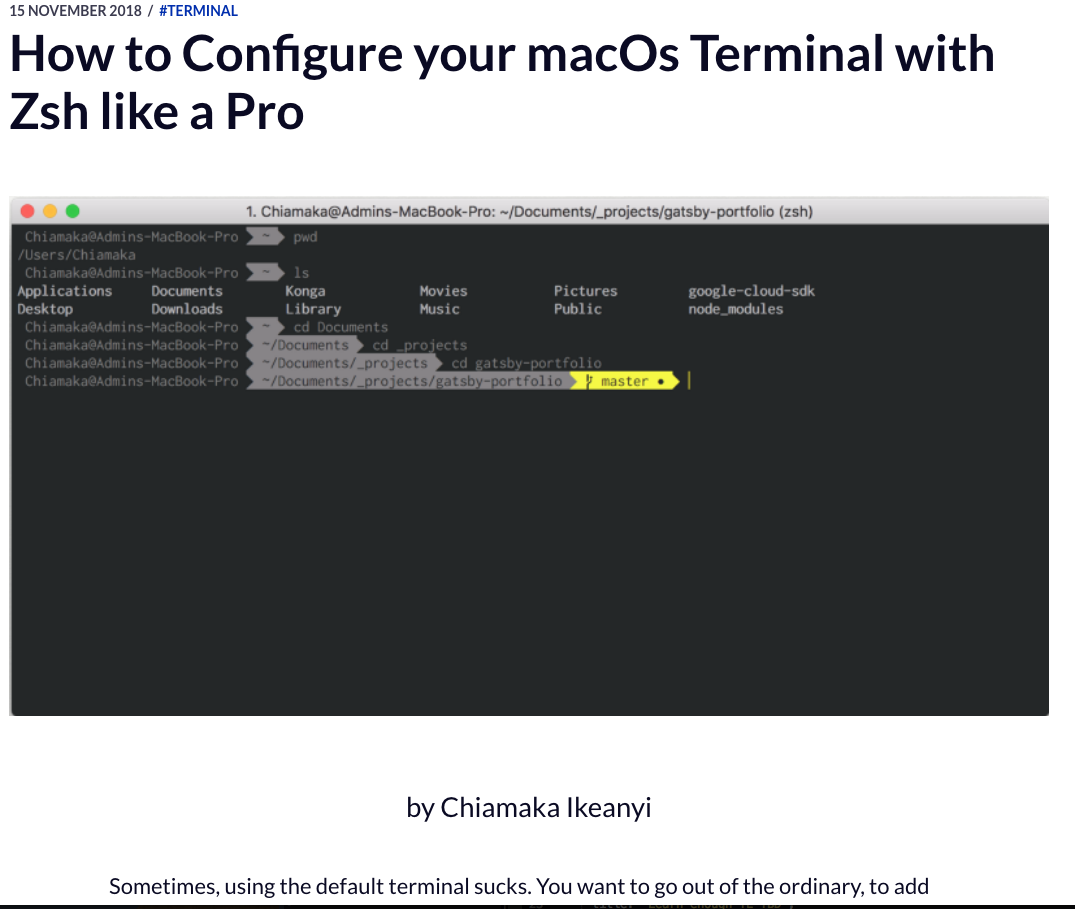 15 NOVEMBER 2018 / #TERMINAL
How to Configure your macOs Terminal with
Zsh like a Pro
1. Chiamaka@Admins-MacBook-Pro: ~/Documents/_projects/gatsby-portfolio (zsh)
Chiamaka@Admins-MacBook-Pro ~ pwd
/Users/Chiamaka
Chiamaka@Admins-MacBook-Pro ~ ls
Applications Documents Konga Movies Pictures google-cloud-sdk
Desktop Downloads Library Music Public node_modules
Chiamaka@Admins-MacBook-Pro ~ cd Documents
Chiamaka@Admins-MacBook-Pro ~/Documents cd _projects
Chiamaka@Admins-MacBook-Pro ~/Documents/_projects cd gatsby-portfolio
Chiamaka@Admins-MacBook-Pro ~/Documents/_projects/gatsby-portfolio master ●
by Chiamaka Ikeanyi
Sometimes, using the default terminal sucks. You want to go out of the ordinary, to add